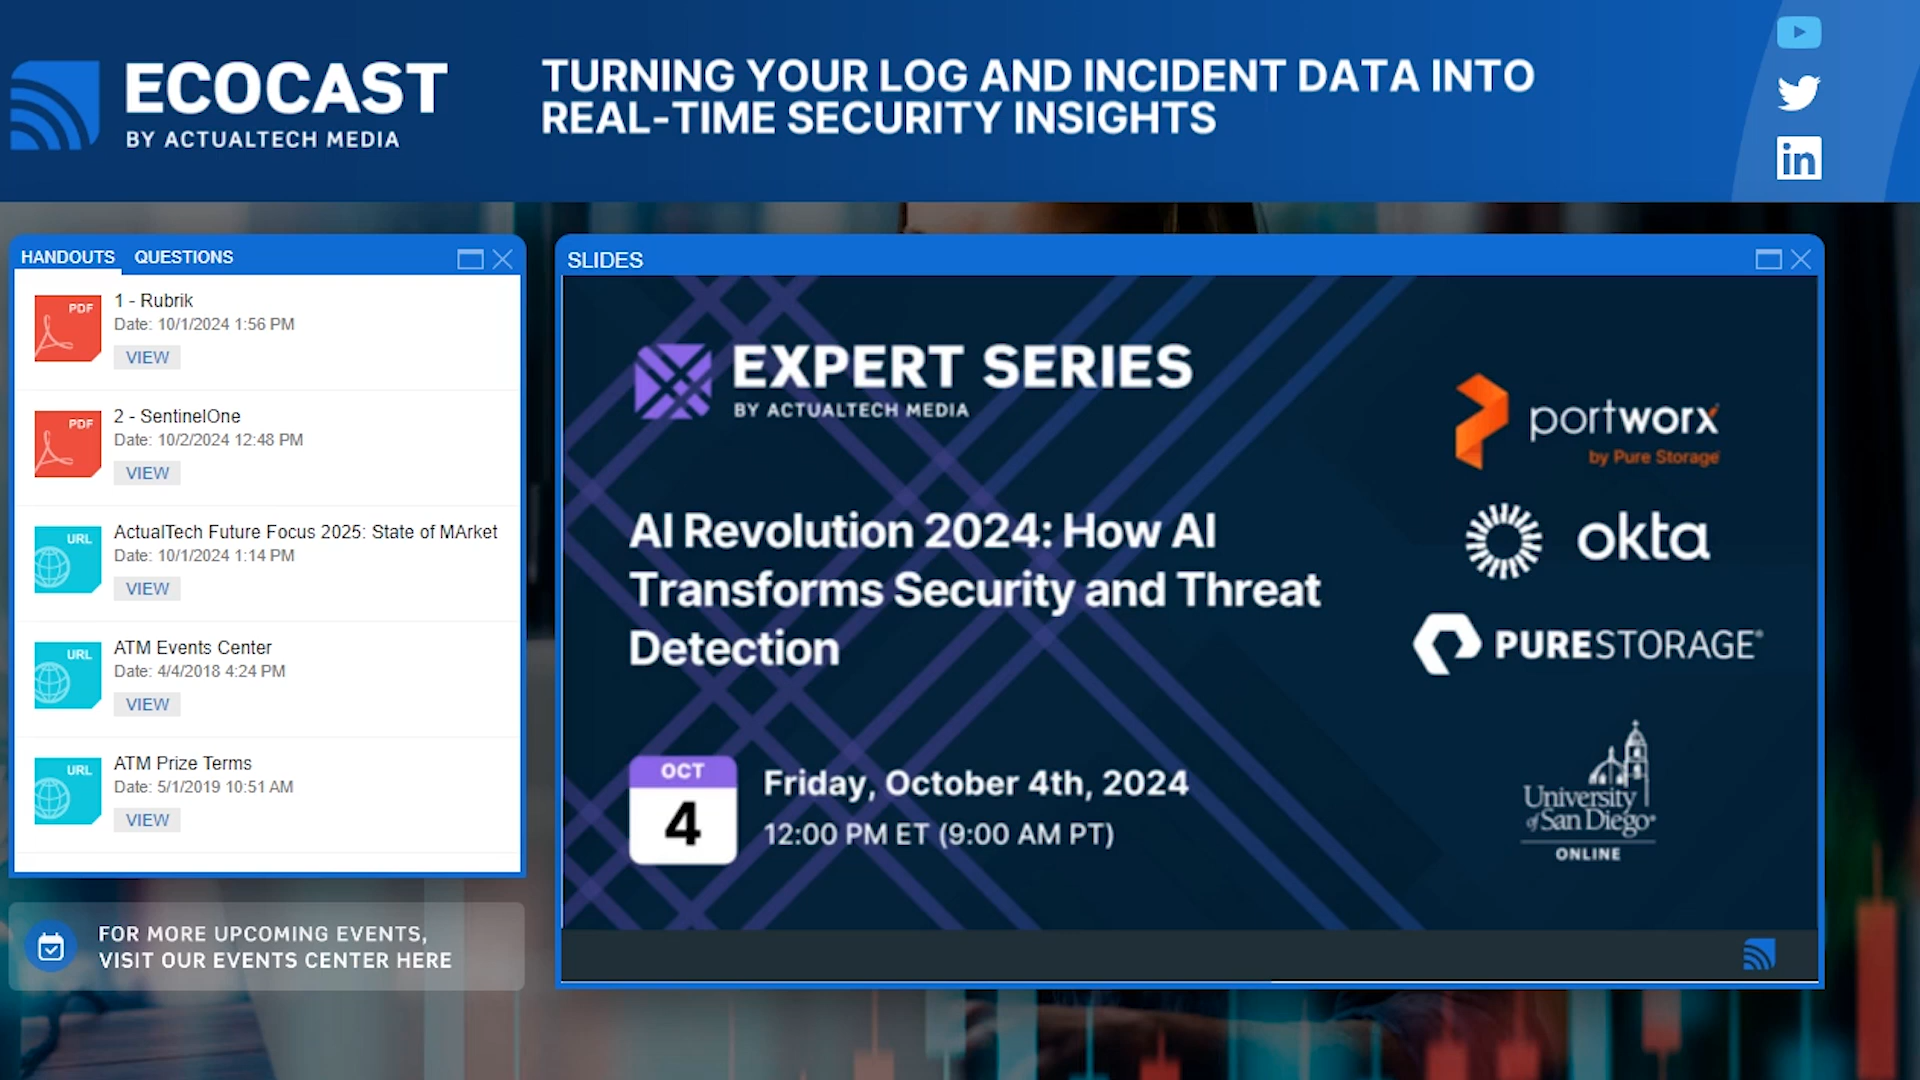 ECOCAST
BY ACTUALTECH MEDIA
TURNING YOUR LOG AND INCIDENT DATA INTO
REAL-TIME SECURITY INSIGHTS
in
HANDOUTS QUESTIONS
PDF
1 - Rubrik
Date: 10/1/2024 1:56 PM
VIEW
PDF
2 - SentinelOne
Date: 10/2/2024 12:48 PM
VIEW
URL
ActualTech Future Focus 2025: State of MArket
Date: 10/1/2024 1:14 PM
VIEW
URL
ATM Events Center
Date: 4/4/2018 4:24 PM
VIEW
URL
ATM Prize Terms
Date: 5/1/2019 10:51 AM
VIEW
FOR MORE UPCOMING EVENTS,
VISIT OUR EVENTS CENTER HERE
SLIDES
EXPERT SERIES
BY ACTUALTECH MEDIA
AI Revolution 2024: How AI
Transforms Security and Threat
Detection
OCT
4
Friday, October 4th, 2024
12:00 PM ET (9:00 AM PT)
portworx
by Pure Storage
okta
PURESTORAGE®
University
of San Diego®
ONLINE